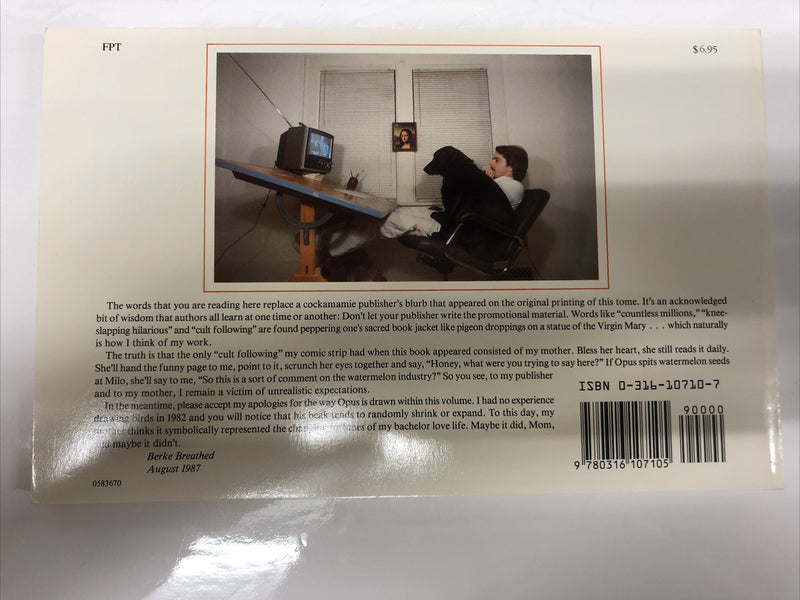 FPT
$6.95
The words that you are reading here replace a cockamamie publisher's blurb that appeared on the original printing of this tome. It's an acknowledged
bit of wisdom that authors all learn at one time or another: Don't let your publisher write the promotional material. Words like "countless millions," "knee-
slapping hilarious" and "cult following" are found peppering one's sacred book jacket like pigeon droppings on a statue of the Virgin Mary . . . which naturally
is how I think of my work.
The truth is that the only "cult following" my comic strip had when this book appeared consisted of my mother. Bless her heart, she still reads it daily.
She'll hand the funny page to me, point to it, scrunch her eyes together and say, "Honey, what were you trying to say here?" If Opus spits watermelon seeds
at Milo, she'll say to me, "So this is a sort of comment on the watermelon industry?" So you see, to my publisher
and to my mother, I remain a victim of unrealistic expectations.
In the meantime, please accept my apologies for the way Opus is drawn within this volume. I had no experience
drawing birds in 1982 and you will notice that his beak tends to randomly shrink or expand. To this day, my
mother thinks it symbolically represented the changing fortunes of my bachelor love life. Maybe it did, Mom,
and maybe it didn't.
Berke Breathed
August 1987
0583670
ISBN 0-316-10710-7
90000
9 780316 107105